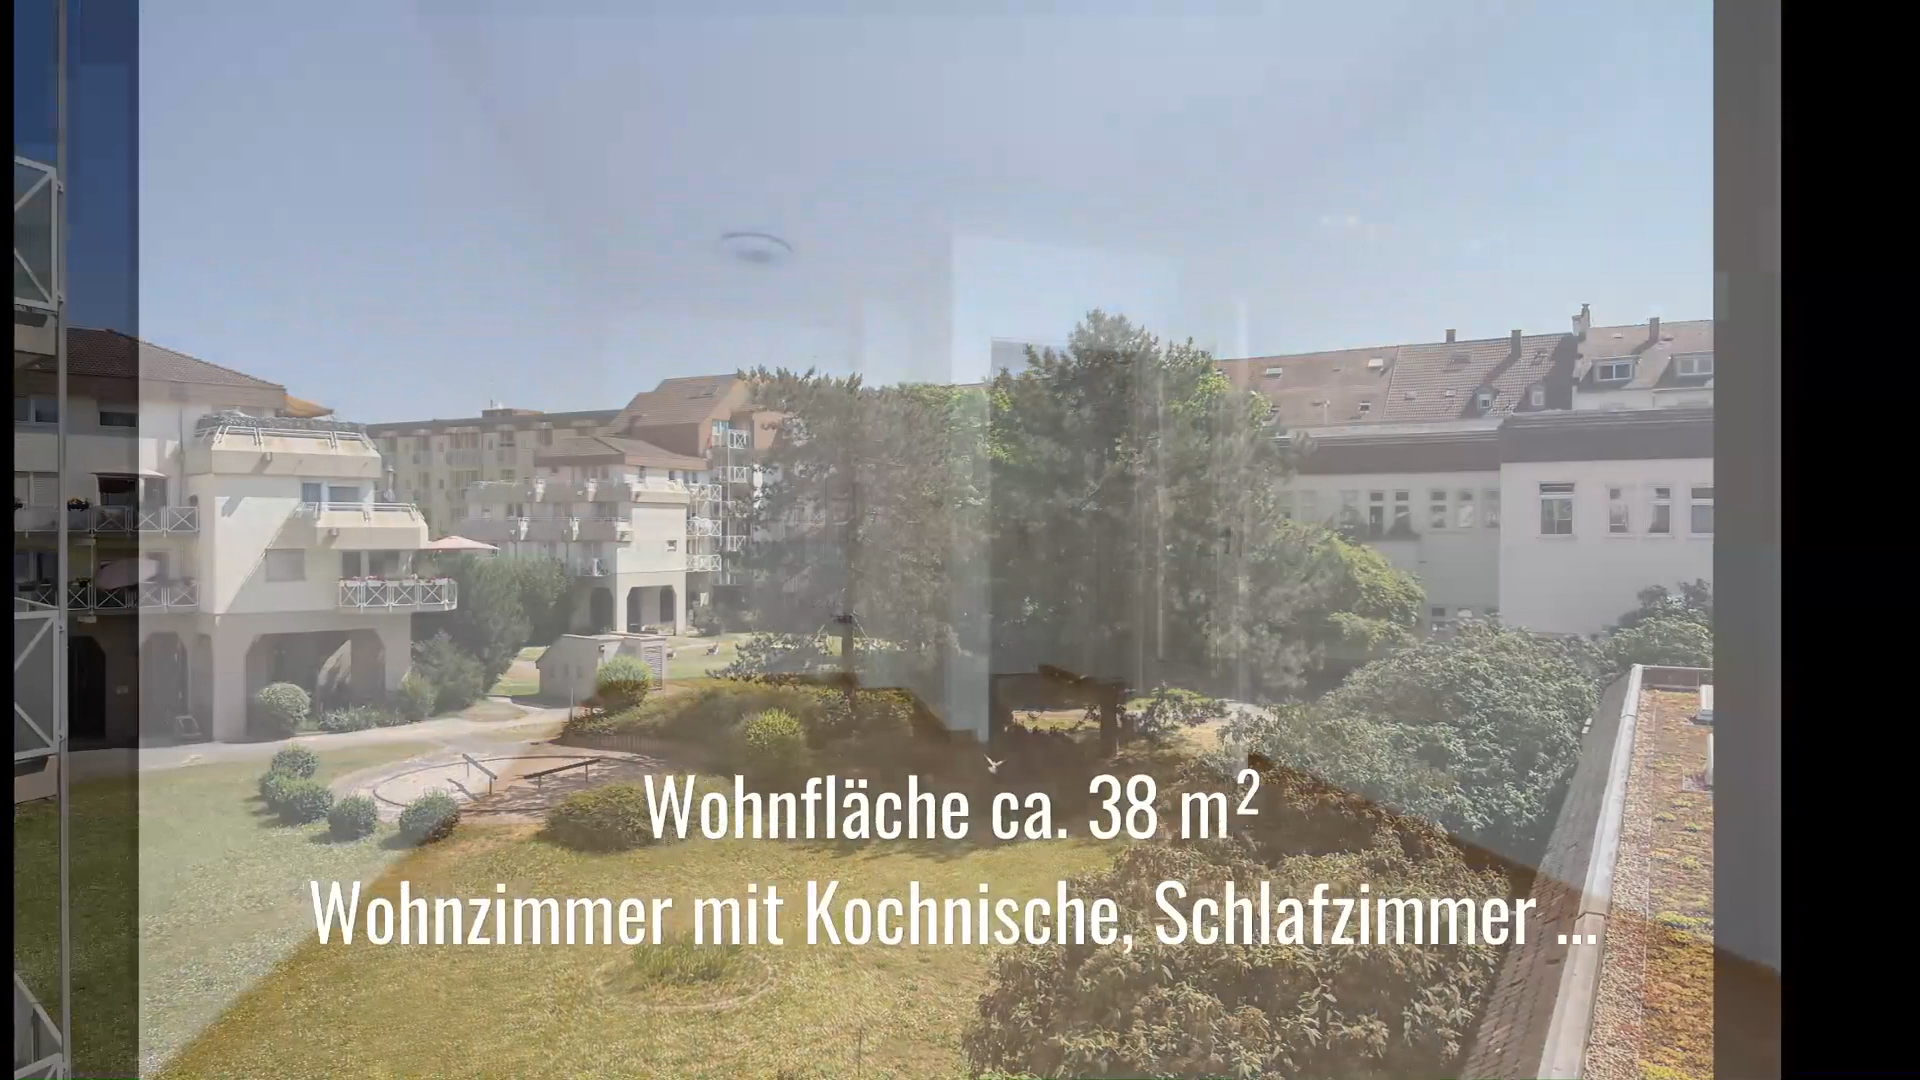 Wohnfläche ca. 38 m²
Wohnzimmer mit Kochnische, Schlafzimmer ...